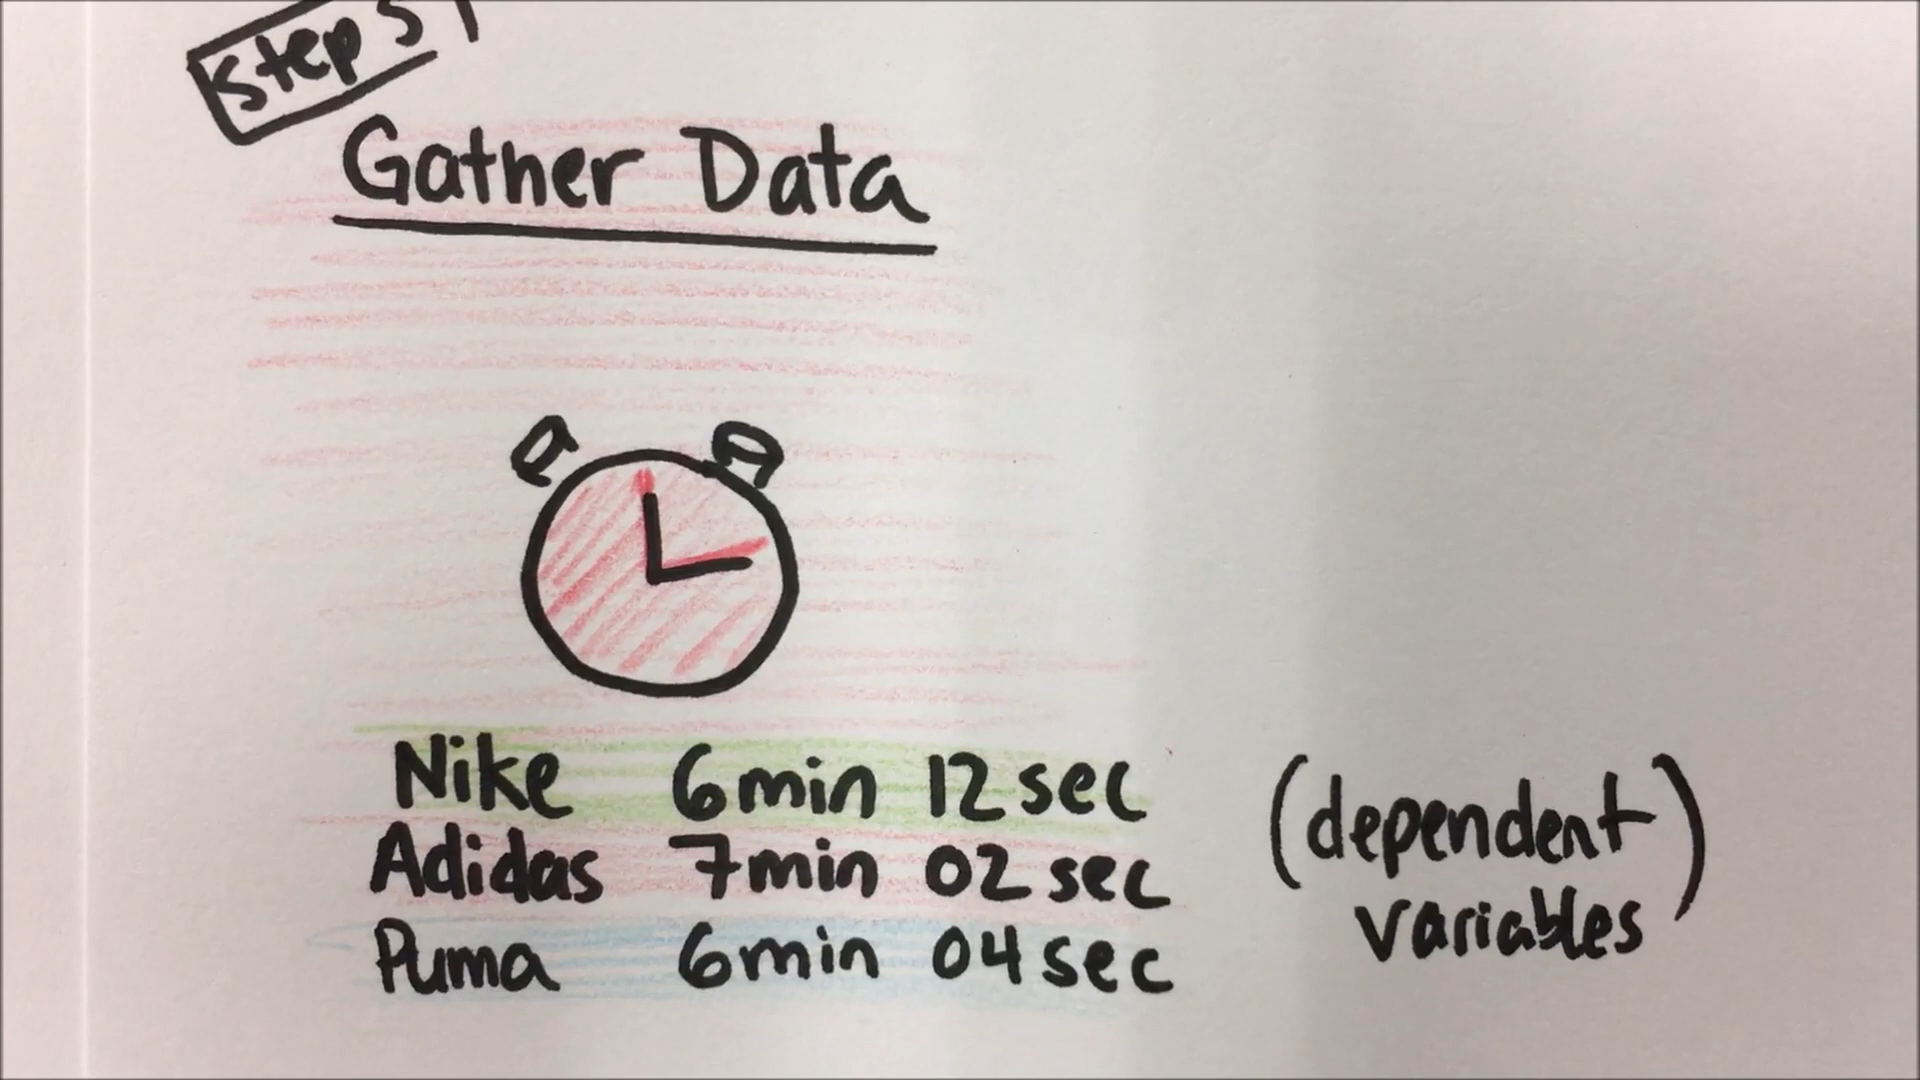 Step 5
Gather Data
Nike 6min 12sec
Adidas 7min 02sec
Puma 6min 04sec
(dependent variables)